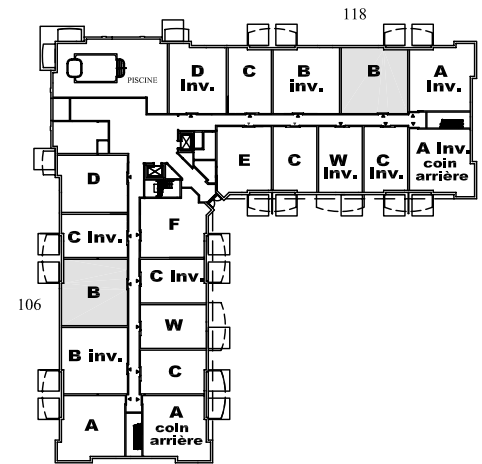 118
PISCINE
D
Inv.
C
B
inv.
B
A
Inv.
E
C
W
Inv.
C
Inv.
A Inv.
coin
arrière
D
F
C Inv.
C Inv.
B
106
W
B inv.
C
A
A
coin
arrière